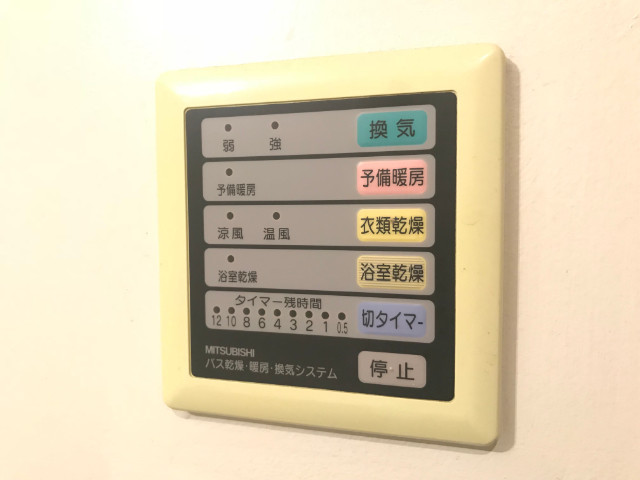 弱 強 換気
予備暖房 予備暖房
涼風 温風 衣類乾燥
浴室乾燥 浴室乾燥
タイマー残時間
12 10 8 6 4 3 2 1 0.5 切タイマー
MITSUBISHI
バス乾燥・暖房・換気システム 停止